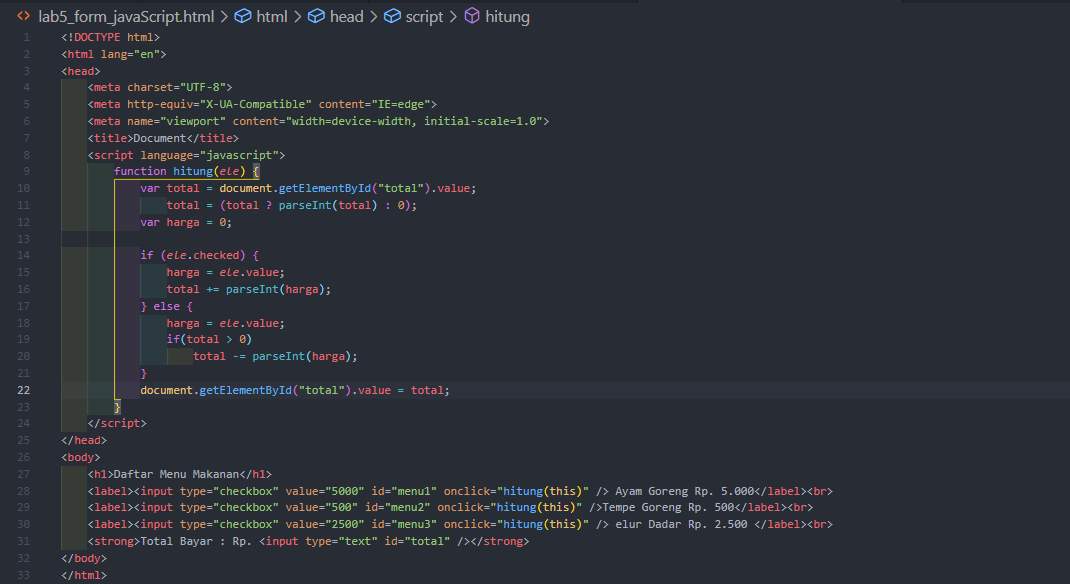 <> lab5_form_javaScript.html > html > head > script > hitung
1 <!DOCTYPE html>
2 <html lang="en">
3 <head>
4 <meta charset="UTF-8">
5 <meta http-equiv="X-UA-Compatible" content="IE=edge">
6 <meta name="viewport" content="width=device-width, initial-scale=1.0">
7 <title>Document</title>
8 <script language="javascript">
9 function hitung(ele) {
10 var total = document.getElementById("total").value;
11 total = (total ? parseInt(total) : 0);
12 var harga = 0;
13
14 if (ele.checked) {
15 harga = ele.value;
16 total += parseInt(harga);
17 } else {
18 harga = ele.value;
19 if(total > 0)
20 total -= parseInt(harga);
21 }
22 document.getElementById("total").value = total;
23 }
24 </script>
25 </head>
26 <body>
27 <h1>Daftar Menu Makanan</h1>
28 <label><input type="checkbox" value="5000" id="menu1" onclick="hitung(this)" /> Ayam Goreng Rp. 5.000</label><br>
29 <label><input type="checkbox" value="500" id="menu2" onclick="hitung(this)" />Tempe Goreng Rp. 500</label><br>
30 <label><input type="checkbox" value="2500" id="menu3" onclick="hitung(this)" /> elur Dadar Rp. 2.500 </label><br>
31 <strong>Total Bayar : Rp. <input type="text" id="total" /></strong>
32 </body>
33 </html>